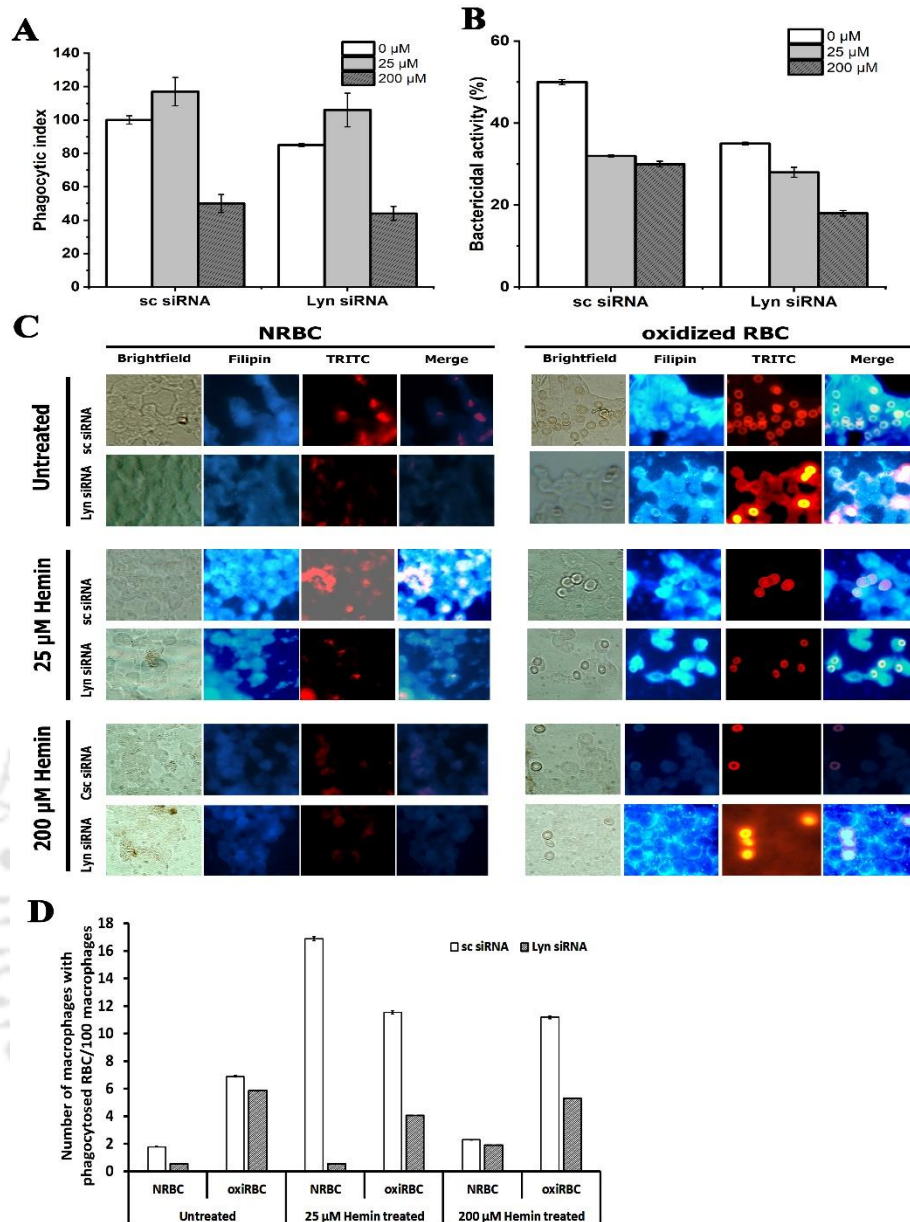 A
Phagocytic index
140
120
100
80
60
40
20
0
0 µM
25 µM
200 µM
sc siRNA
Lyn siRNA
B
Bactericidal activity (%)
60
40
20
0
0 µM
25 µM
200 µM
sc siRNA
Lyn siRNA
C
NRBC
oxidized RBC
Brightfield Filipin TRITC Merge
Brightfield Filipin TRITC Merge
Untreated
sc siRNA
Lyn siRNA
25 µM Hemin
sc siRNA
Lyn siRNA
200 µM Hemin
Csc siRNA
Lyn siRNA
D
Number of macrophages with
phagocytosed RBC/100 macrophages
18
16
14
12
10
8
6
4
2
0
sc siRNA Lyn siRNA
NRBC oxiRBC NRBC oxiRBC NRBC oxiRBC
Untreated 25 µM Hemin treated 200 µM Hemin treated